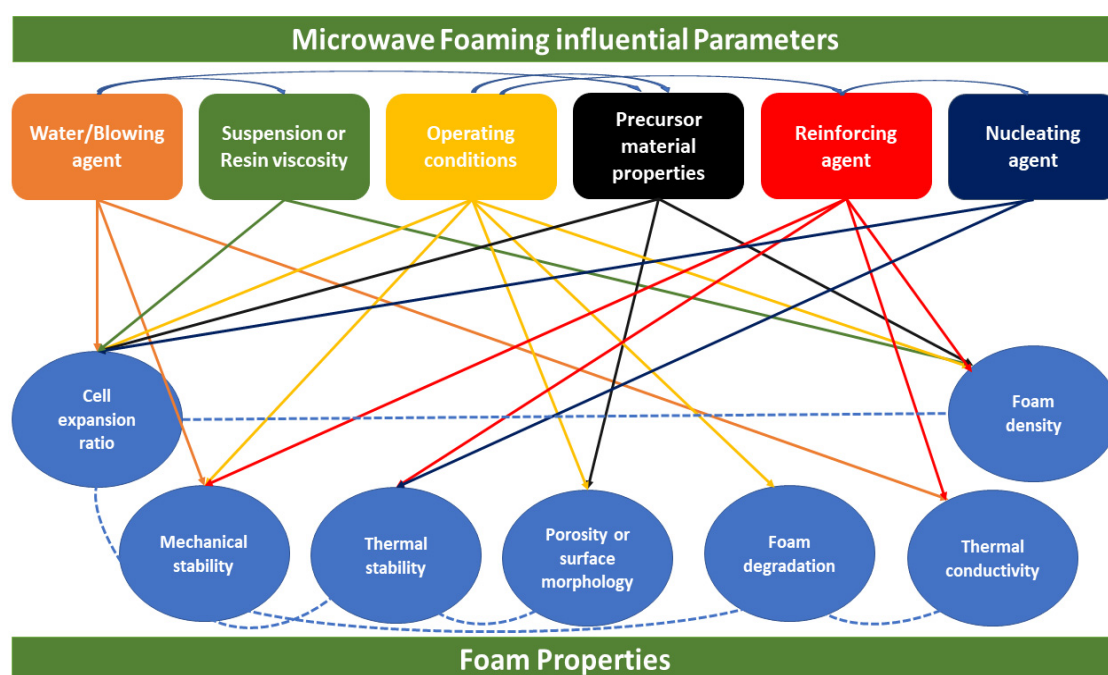 Microwave Foaming influential Parameters
Water/Blowing
agent
Suspension or
Resin viscosity
Operating
conditions
Precursor
material
properties
Reinforcing
agent
Nucleating
agent
Cell
expansion
ratio
Foam
density
Mechanical
stability
Thermal
stability
Porosity or
surface
morphology
Foam
degradation
Thermal
conductivity
Foam Properties